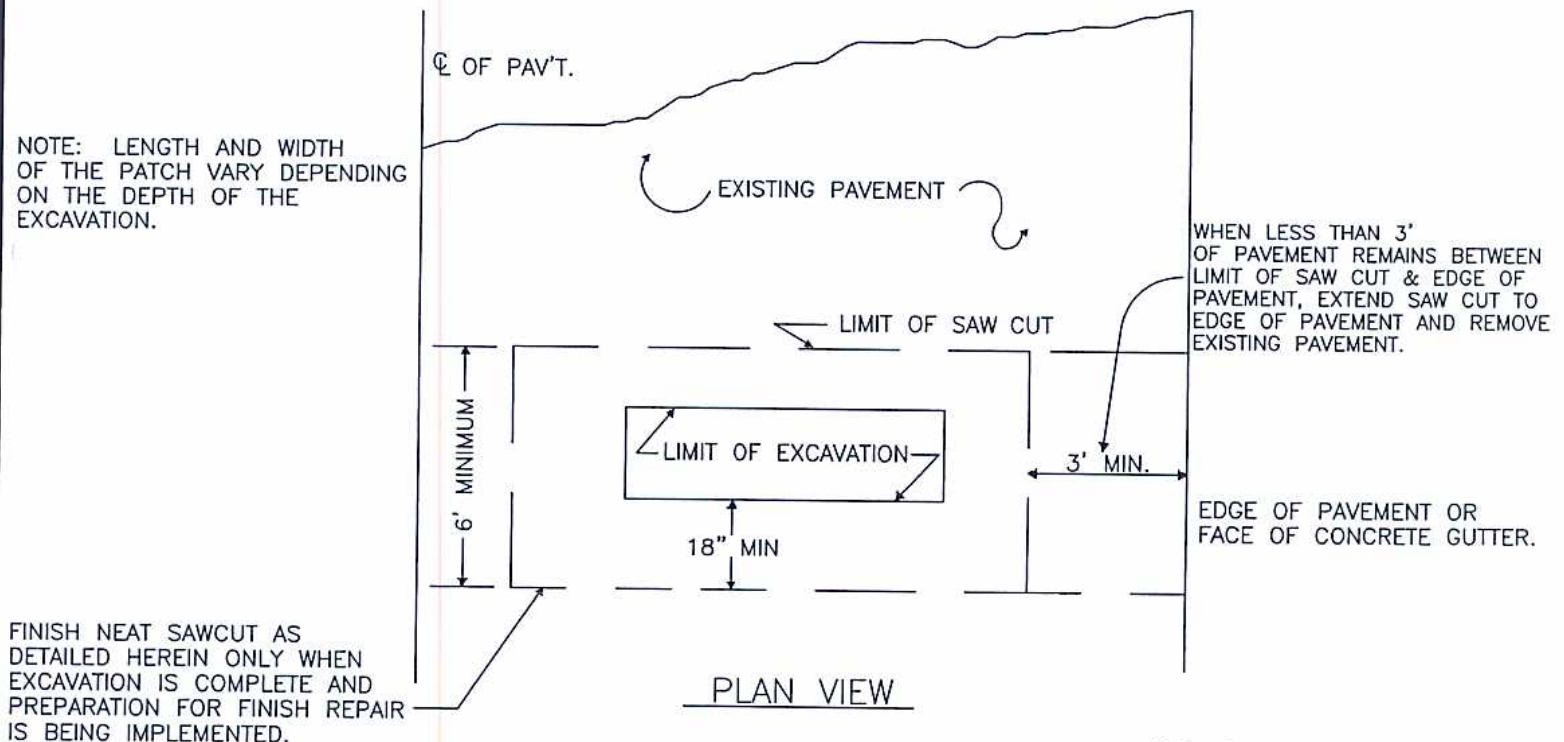 ℄ OF PAV'T.
NOTE: LENGTH AND WIDTH
OF THE PATCH VARY DEPENDING
ON THE DEPTH OF THE
EXCAVATION.
EXISTING PAVEMENT
WHEN LESS THAN 3'
OF PAVEMENT REMAINS BETWEEN
LIMIT OF SAW CUT & EDGE OF
PAVEMENT, EXTEND SAW CUT TO
EDGE OF PAVEMENT AND REMOVE
EXISTING PAVEMENT.
LIMIT OF SAW CUT
6' MINIMUM
LIMIT OF EXCAVATION
3' MIN.
18" MIN
EDGE OF PAVEMENT OR
FACE OF CONCRETE GUTTER.
FINISH NEAT SAWCUT AS
DETAILED HEREIN ONLY WHEN
EXCAVATION IS COMPLETE AND
PREPARATION FOR FINISH REPAIR
IS BEING IMPLEMENTED.
PLAN VIEW